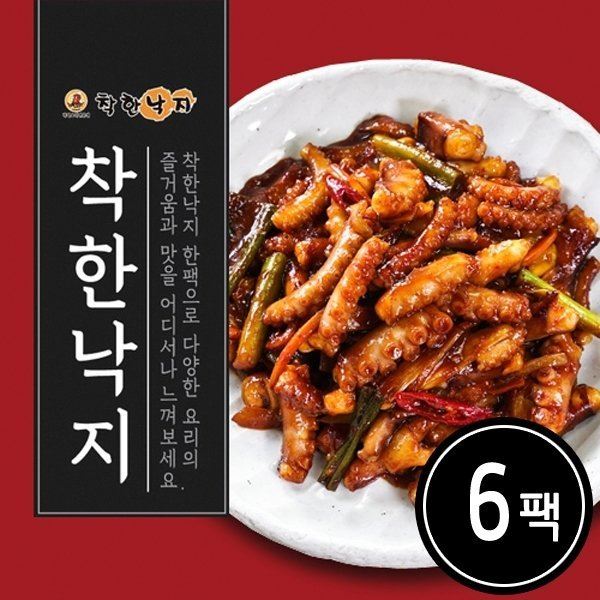 착한낙지
착한낙지
착한낙지 한팩으로 다양한 요리의
즐거움과 맛을 어디서나 느껴보세요.
6팩